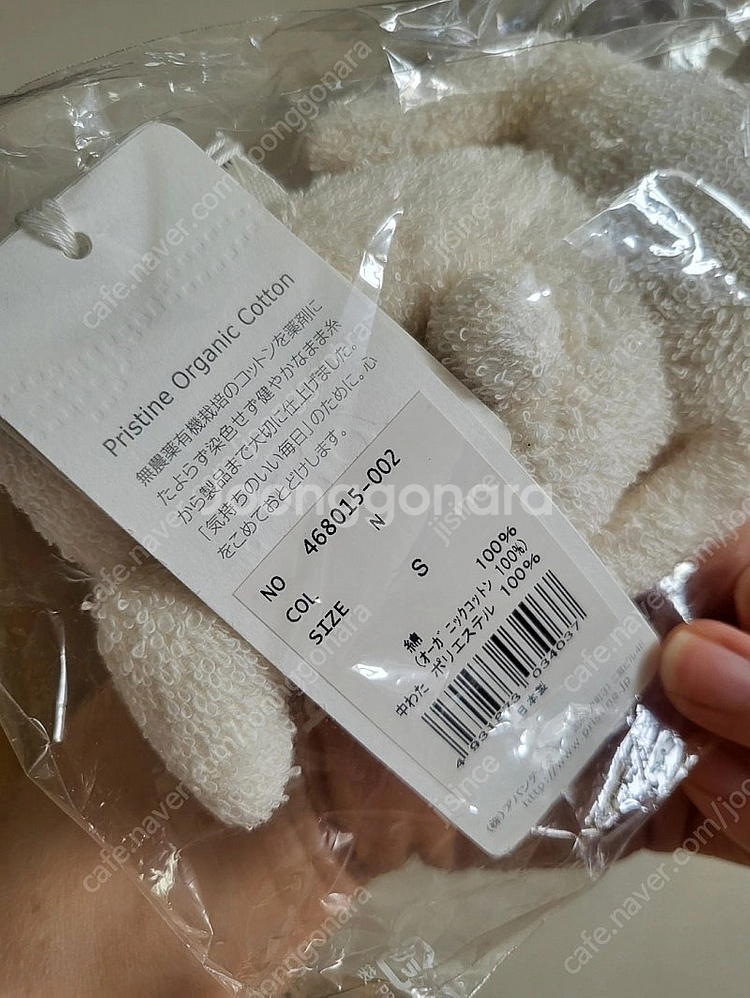 Pristine Organic Cotton
無農薬有機栽培のコットンを薬剤に
たよらず染色せず健やかなまま糸
から製品まで大切に仕上げました。
「気持ちのいい毎日」のために。心
をこめておとどけします。
NO 468015-002
COL. N
SIZE S
綿 100%
(オーガニックコットン 100%)
中わた ポリエステル 100%
日本製
joonggonara
cafe.naver.com/joonggonara
jisince